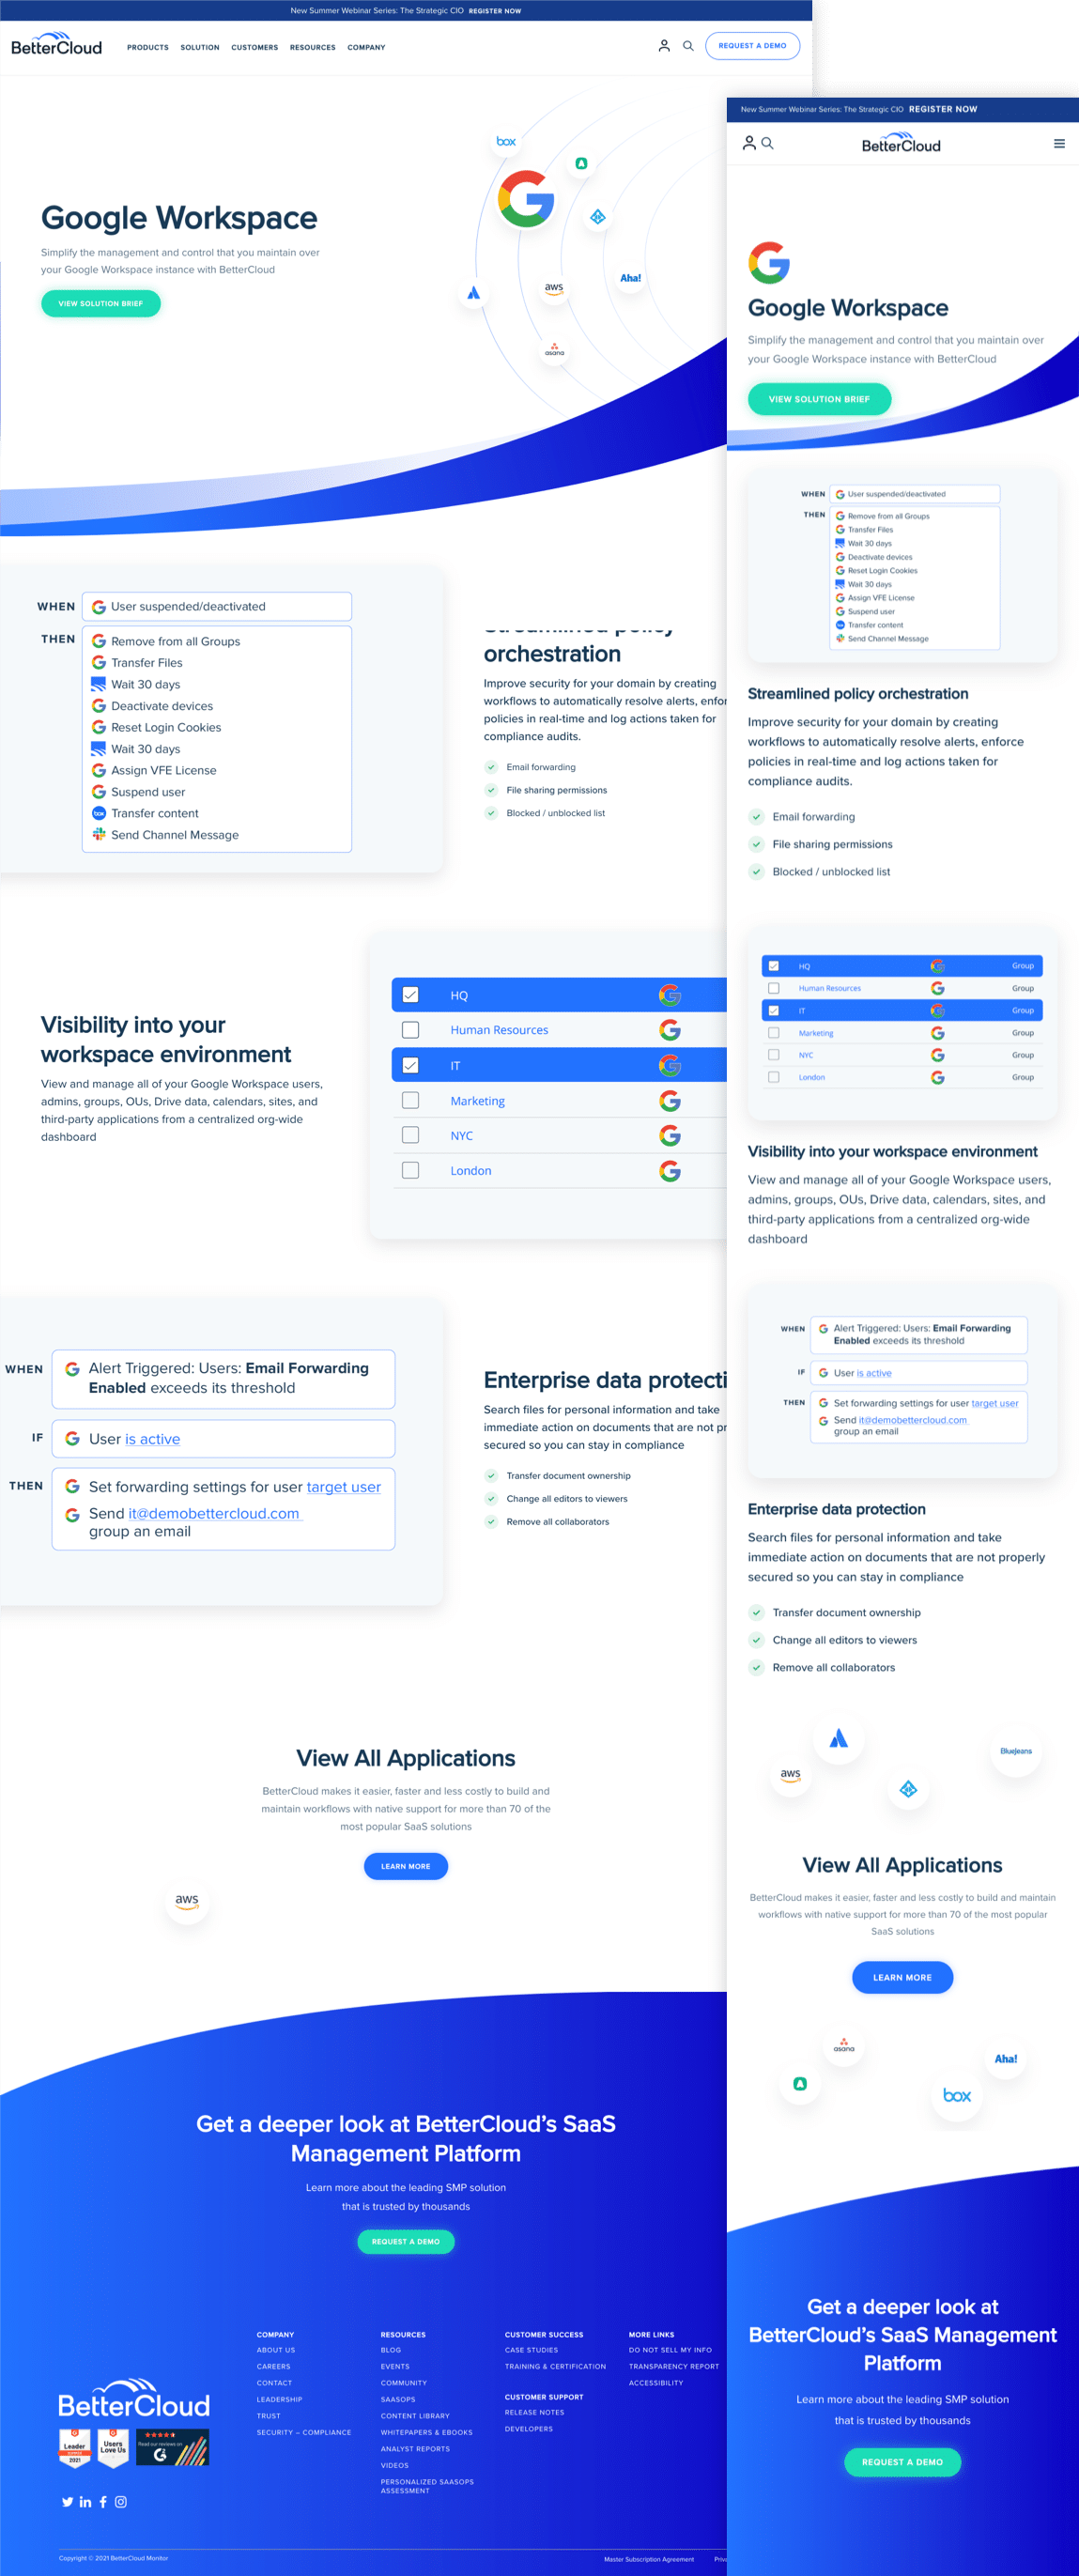 New Summer Webinar Series: The Strategic CIO REGISTER NOW
BetterCloud
PRODUCTS SOLUTION CUSTOMERS RESOURCES COMPANY
REQUEST A DEMO
box
Google Workspace
Simplify the management and control that you maintain over
your Google Workspace instance with BetterCloud
VIEW SOLUTION BRIEF
aws
Aha!
asana
WHEN
User suspended/deactivated
THEN
Remove from all Groups
Transfer Files
Wait 30 days
Deactivate devices
Reset Login Cookies
Wait 30 days
Assign VFE License
Suspend user
box
Transfer content
Send Channel Message
orchestration
Improve security for your domain by creating
workflows to automatically resolve alerts, enfor
policies in real-time and log actions taken for
compliance audits.
Email forwarding
File sharing permissions
Blocked / unblocked list
Visibility into your
workspace environment
View and manage all of your Google Workspace users,
admins, groups, OUs, Drive data, calendars, sites, and
third-party applications from a centralized org-wide
dashboard
HQ
Human Resources
IT
Marketing
NYC
London
WHEN
Alert Triggered: Users: Email Forwarding
Enabled exceeds its threshold
IF
User is active
THEN
Set forwarding settings for user target user
Send it@demobettercloud.com
group an email
Enterprise data protecti
Search files for personal information and take
immediate action on documents that are not pr
secured so you can stay in compliance
Transfer document ownership
Change all editors to viewers
Remove all collaborators
View All Applications
BetterCloud makes it easier, faster and less costly to build and
maintain workflows with native support for more than 70 of the
most popular SaaS solutions
LEARN MORE
aws
Get a deeper look at BetterCloud's SaaS
Management Platform
Learn more about the leading SMP solution
that is trusted by thousands
REQUEST A DEMO
BetterCloud
Leader
2021
Users
Love Us
Read our reviews on
COMPANY
ABOUT US
CAREERS
CONTACT
LEADERSHIP
TRUST
SECURITY – COMPLIANCE
RESOURCES
BLOG
EVENTS
COMMUNITY
SAASOPS
CONTENT LIBRARY
WHITEPAPERS & EBOOKS
ANALYST REPORTS
VIDEOS
PERSONALIZED SAASOPS
ASSESSMENT
CUSTOMER SUCCESS
CASE STUDIES
TRAINING & CERTIFICATION
CUSTOMER SUPPORT
RELEASE NOTES
DEVELOPERS
MORE LINKS
DO NOT SELL MY INFO
TRANSPARENCY REPORT
ACCESSIBILITY
Copyright © 2021 BetterCloud Monitor
Master Subscription Agreement
Priv
New Summer Webinar Series: The Strategic CIO REGISTER NOW
BetterCloud
Google Workspace
Simplify the management and control that you maintain over
your Google Workspace instance with BetterCloud
VIEW SOLUTION BRIEF
WHEN
User suspended/deactivated
THEN
Remove from all Groups
Transfer Files
Wait 30 days
Deactivate devices
Reset Login Cookies
Wait 30 days
Assign VFE License
Suspend user
Transfer content
Send Channel Message
Streamlined policy orchestration
Improve security for your domain by creating
workflows to automatically resolve alerts, enforce
policies in real-time and log actions taken for
compliance audits.
Email forwarding
File sharing permissions
Blocked / unblocked list
HQ Group
Human Resources Group
IT Group
Marketing Group
NYC Group
London Group
Visibility into your workspace environment
View and manage all of your Google Workspace users,
admins, groups, OUs, Drive data, calendars, sites, and
third-party applications from a centralized org-wide
dashboard
WHEN
Alert Triggered: Users: Email Forwarding
Enabled exceeds its threshold
IF
User is active
THEN
Set forwarding settings for user target user
Send it@demobettercloud.com
group an email
Enterprise data protection
Search files for personal information and take
immediate action on documents that are not properly
secured so you can stay in compliance
Transfer document ownership
Change all editors to viewers
Remove all collaborators
BlueJeans
aws
View All Applications
BetterCloud makes it easier, faster and less costly to build and maintain
workflows with native support for more than 70 of the most popular
SaaS solutions
LEARN MORE
asana
Aha!
box
Get a deeper look at
BetterCloud's SaaS Management
Platform
Learn more about the leading SMP solution
that is trusted by thousands
REQUEST A DEMO